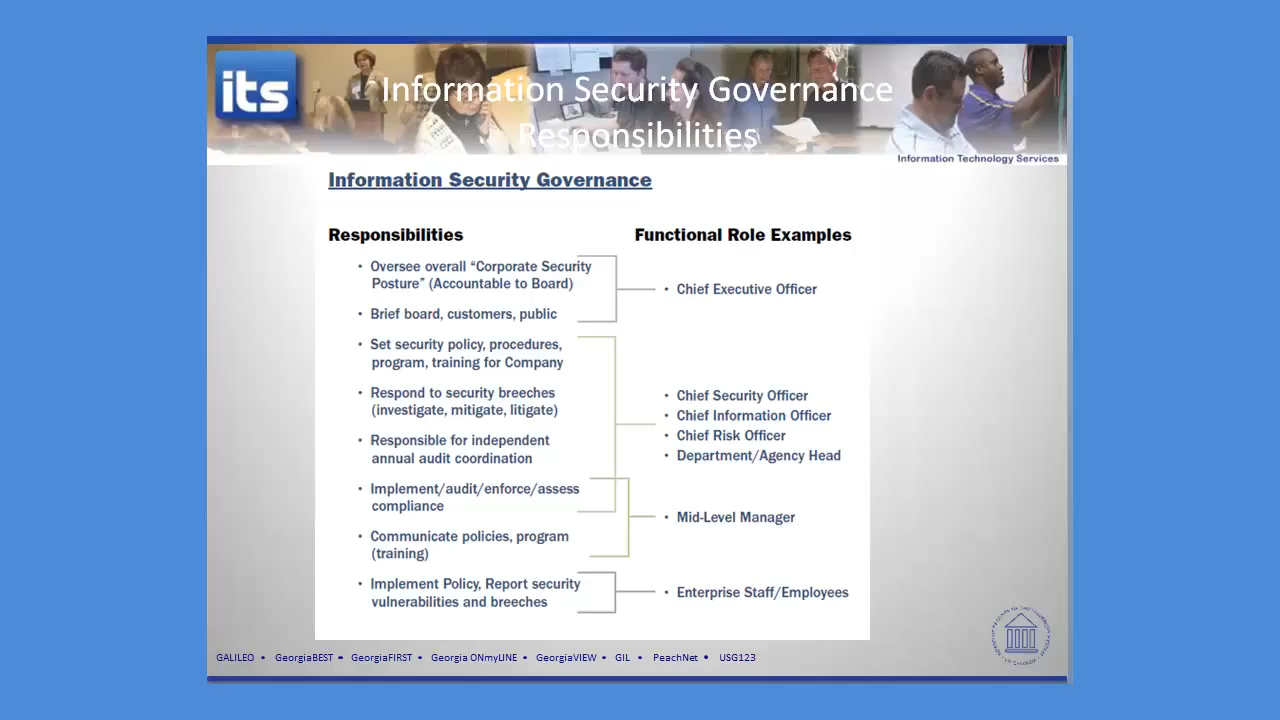 its
Information Security Governance
Responsibilities
Information Technology Services
Information Security Governance
Responsibilities
Functional Role Examples
• Oversee overall “Corporate Security
Posture” (Accountable to Board)
• Brief board, customers, public
• Chief Executive Officer
• Set security policy, procedures,
program, training for Company
• Respond to security breeches
(investigate, mitigate, litigate)
• Responsible for independent
annual audit coordination
• Implement/audit/enforce/assess
compliance
• Chief Security Officer
• Chief Information Officer
• Chief Risk Officer
• Department/Agency Head
• Communicate policies, program
(training)
• Mid-Level Manager
• Implement Policy, Report security
vulnerabilities and breeches
• Enterprise Staff/Employees
GALILEO • GeorgiaBEST • GeorgiaFIRST • Georgia ONmyLINE • GeorgiaVIEW • GIL • PeachNet • USG123